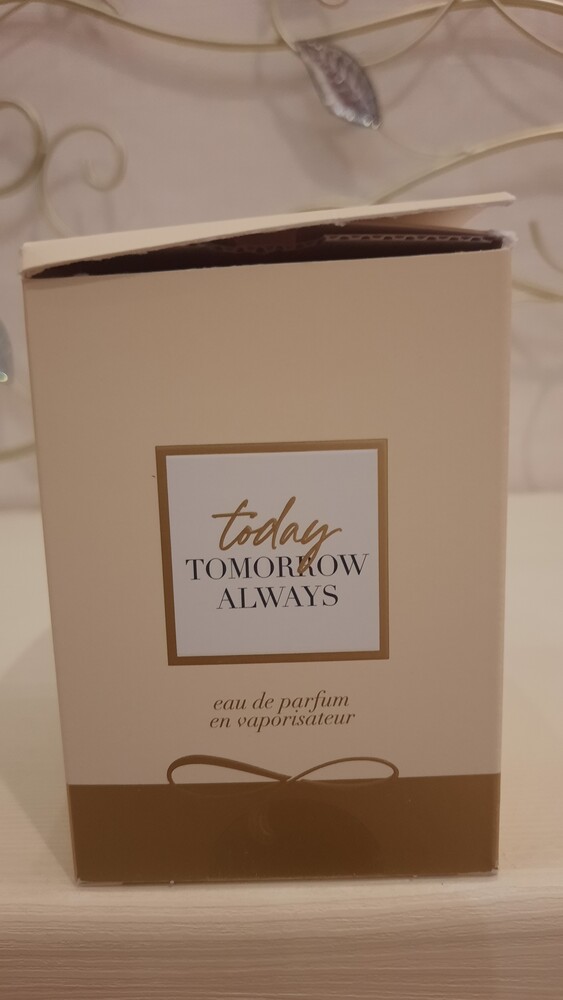 today
TOMORROW
ALWAYS
eau de parfum
en vaporisateur